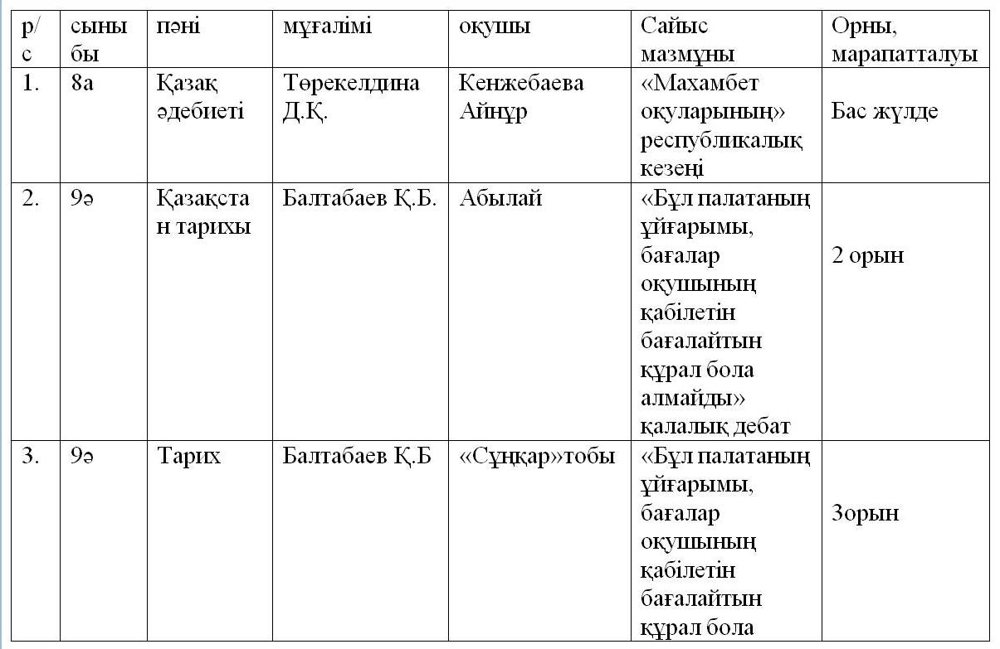 р/ сыны пәні мұғалімі оқушы Сайыс Орны,
с бы мазмұны марапатталуы
1. 8а Қазақ Төрекелдина Кенжебаева «Махамбет
әдебиеті Д.Қ. Айнұр оқуларының» Бас жүлде
республикалық
кезеңі
2. 9ә Қазақста Балтабаев Қ.Б. Абылай «Бұл палатаның
н тарихы ұйғарымы,
бағалар 2 орын
оқушының
қабілетін
бағалайтын
құрал бола
алмайды»
қалалық дебат
3. 9ә Тарих Балтабаев Қ.Б «Сұңқар»тобы «Бұл палатаның
ұйғарымы,
бағалар 3орын
оқушының
қабілетін
бағалайтын
құрал бола